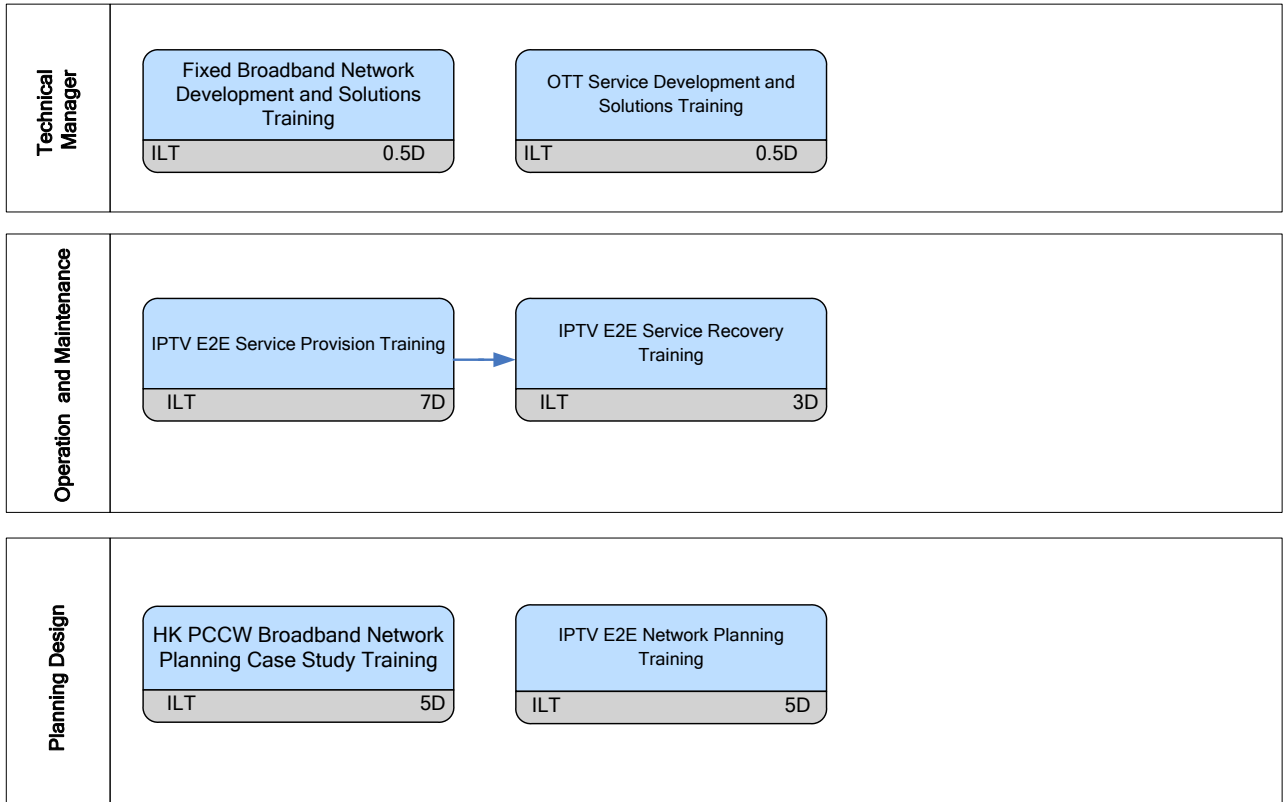 Technical
Manager
Fixed Broadband Network
Development and Solutions
Training
ILT 0.5D
OTT Service Development and
Solutions Training
ILT 0.5D
Operation and Maintenance
IPTV E2E Service Provision Training
ILT 7D
IPTV E2E Service Recovery
Training
ILT 3D
Planning Design
HK PCCW Broadband Network
Planning Case Study Training
ILT 5D
IPTV E2E Network Planning
Training
ILT 5D